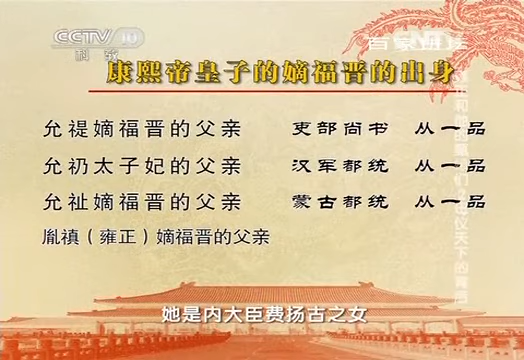 CCTV 10
科教
百家讲坛
康熙帝皇子的嫡福晋的出身
允禔嫡福晋的父亲 吏部尚书 从一品
允礽太子妃的父亲 汉军都统 从一品
允祉嫡福晋的父亲 蒙古都统 从一品
胤禛（雍正）嫡福晋的父亲
她是内大臣费扬古之女